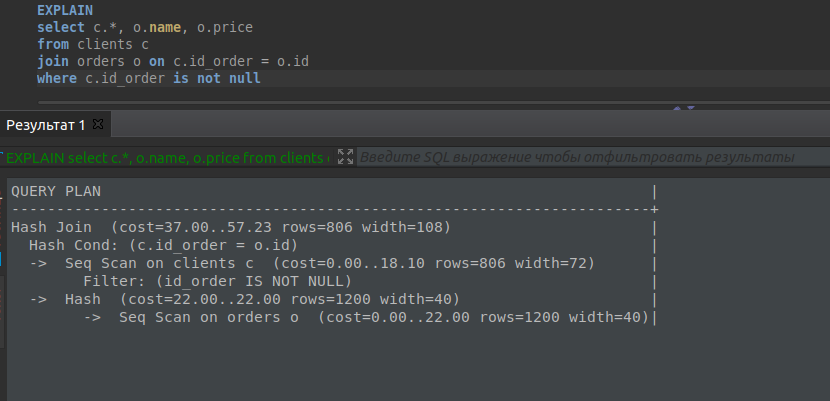 EXPLAIN
select c.*, o.name, o.price
from clients c
join orders o on c.id_order = o.id
where c.id_order is not null
Результат 1
EXPLAIN select c.*, o.name, o.price from clients
Введите SQL выражение чтобы отфильтровать результаты
QUERY PLAN |
-----------------------------------------------------------------------+
Hash Join  (cost=37.00..57.23 rows=806 width=108) |
  Hash Cond: (c.id_order = o.id) |
  ->  Seq Scan on clients c  (cost=0.00..18.10 rows=806 width=72) |
        Filter: (id_order IS NOT NULL) |
  ->  Hash  (cost=22.00..22.00 rows=1200 width=40) |
        ->  Seq Scan on orders o  (cost=0.00..22.00 rows=1200 width=40)|